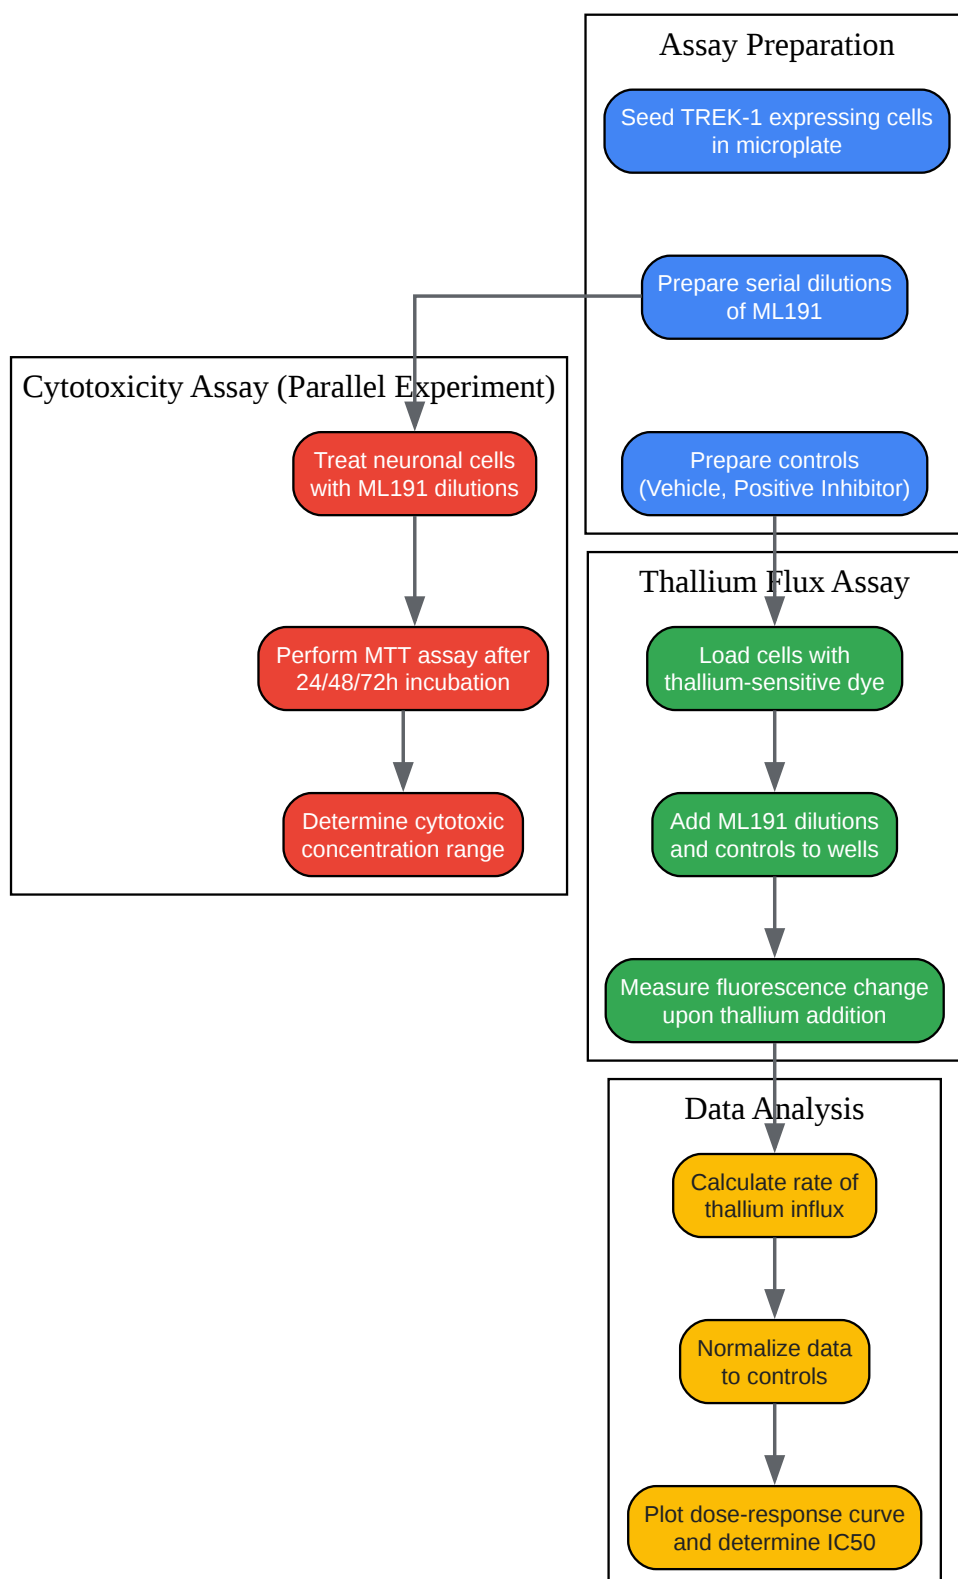 Assay Preparation
Seed TREK-1 expressing cells
in microplate
Prepare serial dilutions
of ML191
Prepare controls
(Vehicle, Positive Inhibitor)
Cytotoxicity Assay (Parallel Experiment)
Treat neuronal cells
with ML191 dilutions
Perform MTT assay after
24/48/72h incubation
Determine cytotoxic
concentration range
Thallium Flux Assay
Load cells with
thallium-sensitive dye
Add ML191 dilutions
and controls to wells
Measure fluorescence change
upon thallium addition
Data Analysis
Calculate rate of
thallium influx
Normalize data
to controls
Plot dose-response curve
and determine IC50